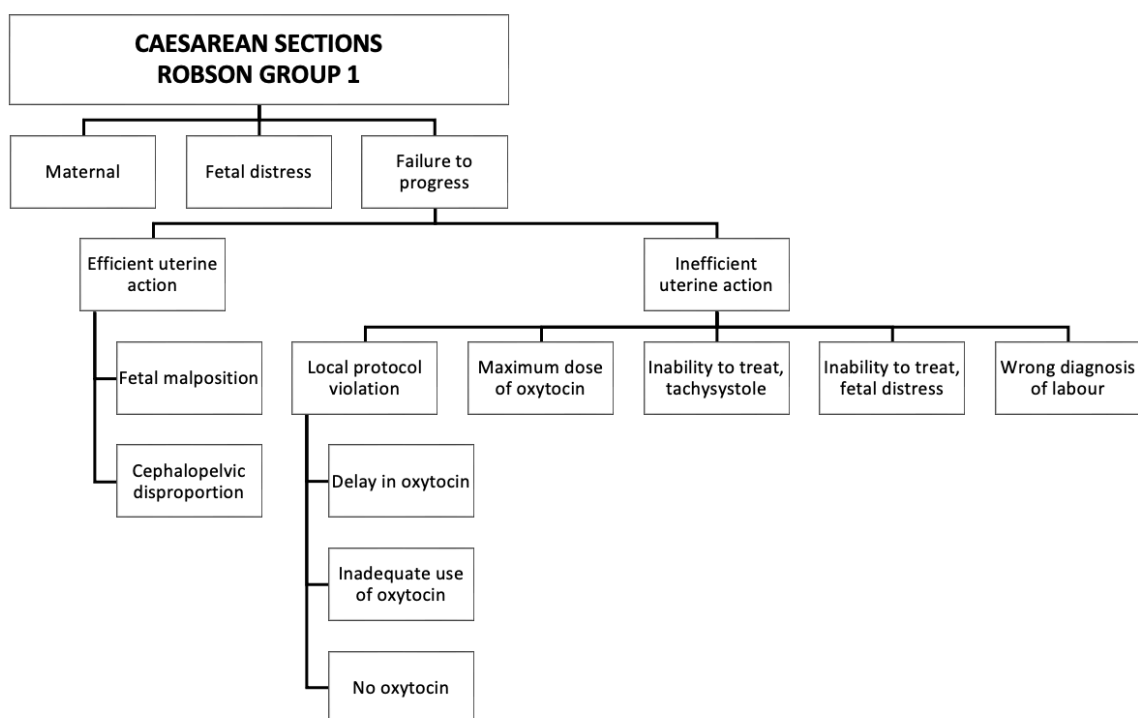 CAESAREAN SECTIONS
ROBSON GROUP 1
Maternal
Fetal distress
Failure to
progress
Efficient uterine
action
Inefficient
uterine action
Fetal malposition
Cephalopelvic
disproportion
Local protocol
violation
Maximum dose
of oxytocin
Inability to treat,
tachysystole
Inability to treat,
fetal distress
Wrong diagnosis
of labour
Delay in oxytocin
Inadequate use
of oxytocin
No oxytocin